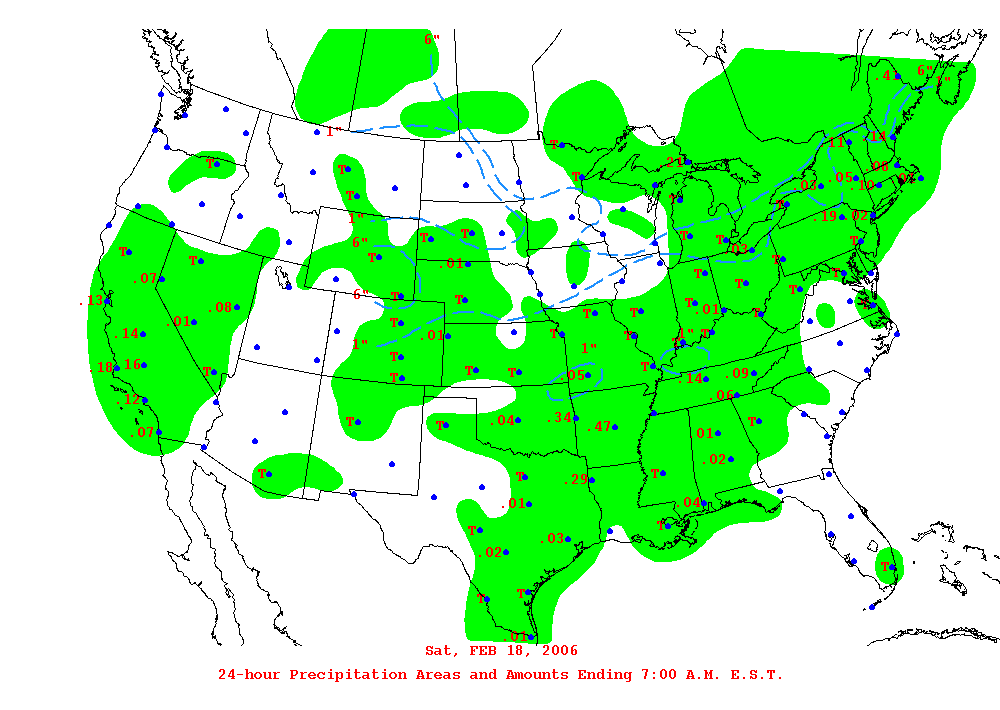 6"
.4 6" 1"
1"
.11 .14
T
.21 .08
T T T .05 .10 .02
T T .03
1" T .19 .02
T T T T T
T 6" .03
T T .01 T
.07 T T
6" T T
.13 .08 T T T .01
.01 T T T T
.14 .01 T T 1"
1" 1" T
.18 .16 T T
T T T .05 .14 .09
.12 .06
T T .04 .34 .47 T
.07 .01
.02
T T .29 T
.01 .04
T T
.02 .03
T
T T
.01
Sat, FEB 18, 2006
24-hour Precipitation Areas and Amounts Ending 7:00 A.M. E.S.T.